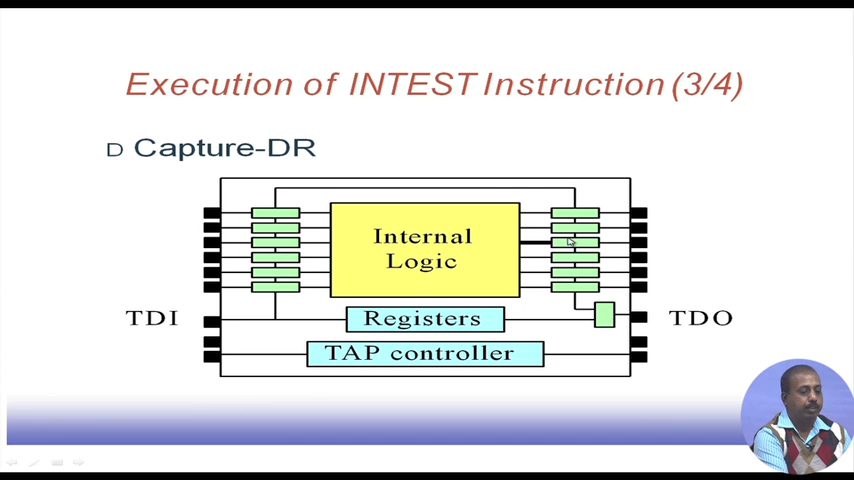 Execution of INTEST Instruction (3/4)
D Capture-DR
Internal
Logic
TDI
Registers
TDO
TAP controller